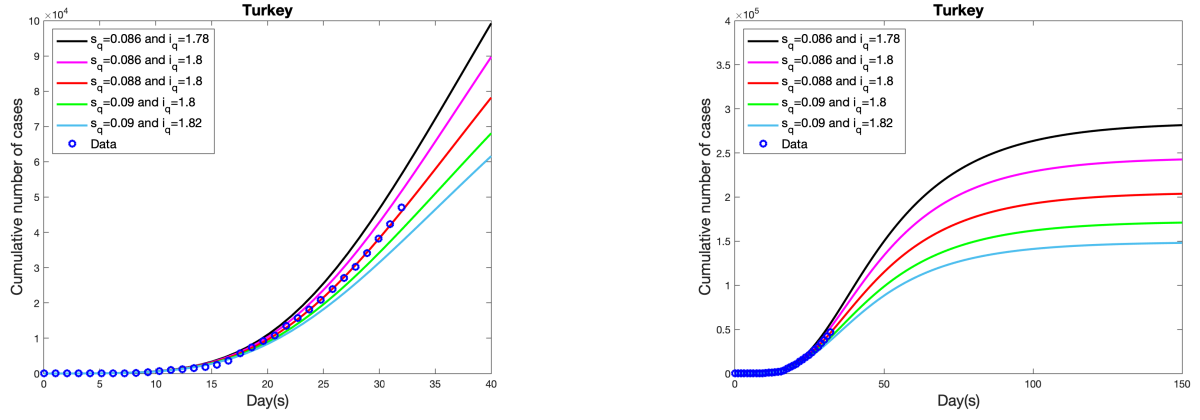 Turkey
×10⁴
Cumulative number of cases
10
9
8
7
6
5
4
3
2
1
0
s_q=0.086 and i_q=1.78
s_q=0.086 and i_q=1.8
s_q=0.088 and i_q=1.8
s_q=0.09 and i_q=1.8
s_q=0.09 and i_q=1.82
Data
0 5 10 15 20 25 30 35 40
Day(s)
Turkey
×10⁵
Cumulative number of cases
4
3.5
3
2.5
2
1.5
1
0.5
0
s_q=0.086 and i_q=1.78
s_q=0.086 and i_q=1.8
s_q=0.088 and i_q=1.8
s_q=0.09 and i_q=1.8
s_q=0.09 and i_q=1.82
Data
0 50 100 150
Day(s)